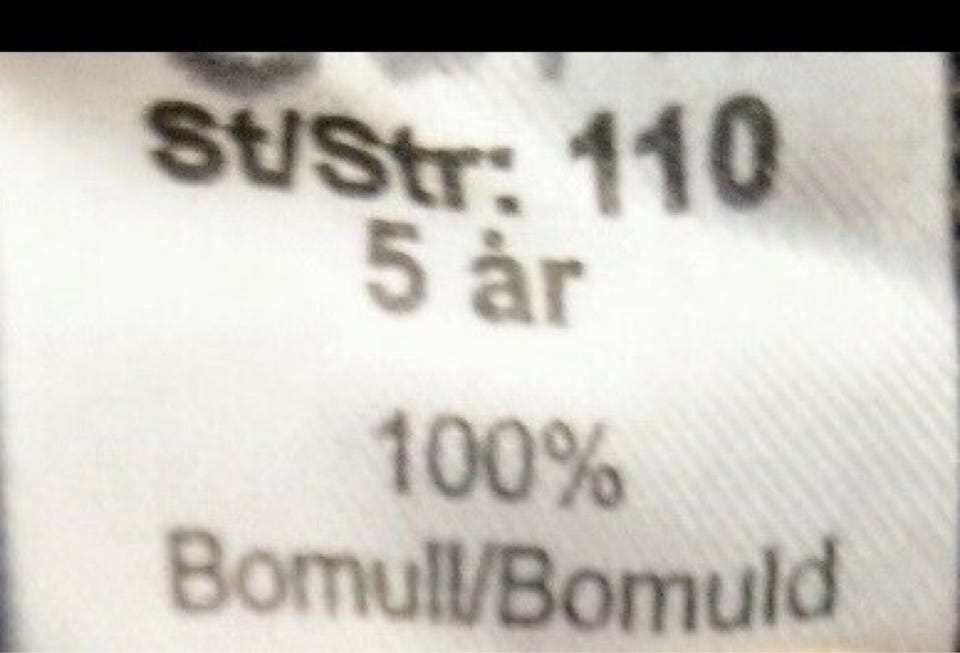 St/Str: 110
5 år
100%
Bomull/Bomuld